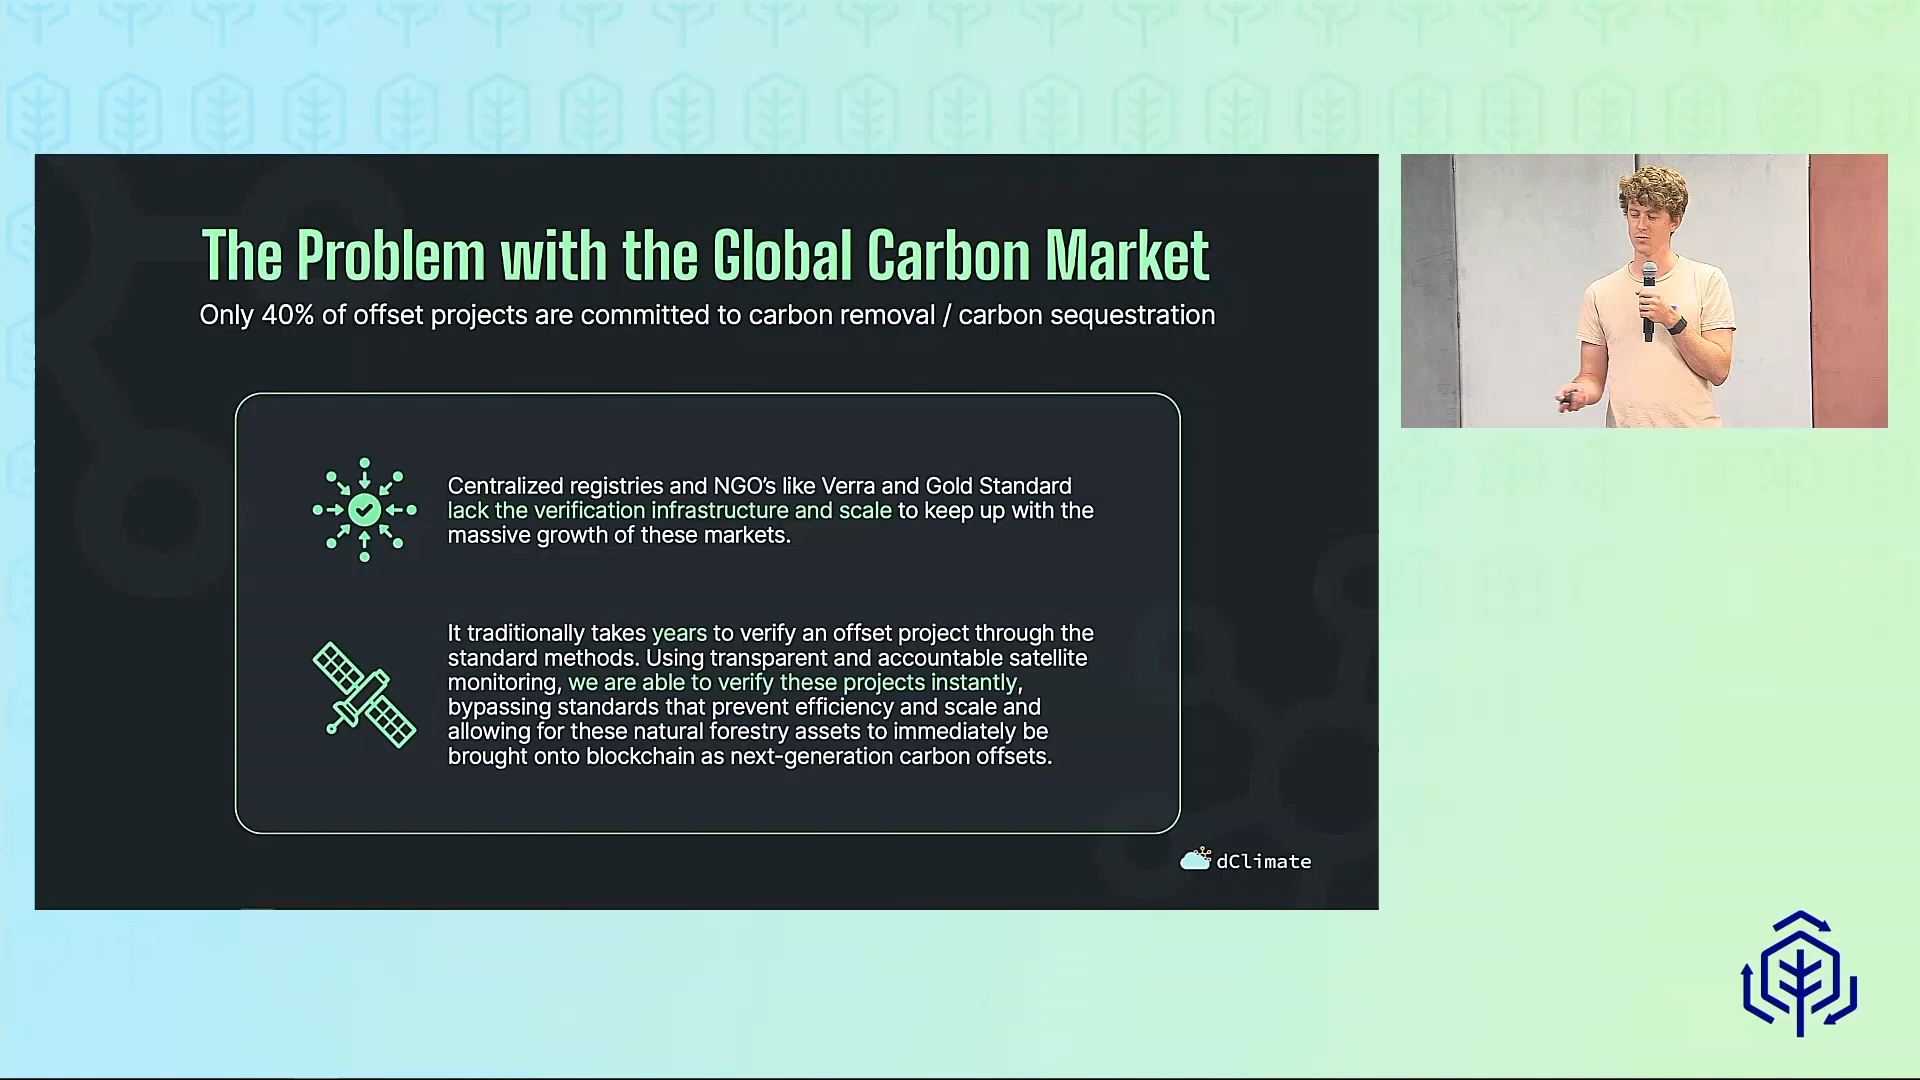 The Problem with the Global Carbon Market
Only 40% of offset projects are committed to carbon removal / carbon sequestration
Centralized registries and NGO's like Verra and Gold Standard
lack the verification infrastructure and scale to keep up with the
massive growth of these markets.
It traditionally takes years to verify an offset project through the
standard methods. Using transparent and accountable satellite
monitoring, we are able to verify these projects instantly,
bypassing standards that prevent efficiency and scale and
allowing for these natural forestry assets to immediately be
brought onto blockchain as next-generation carbon offsets.
dClimate